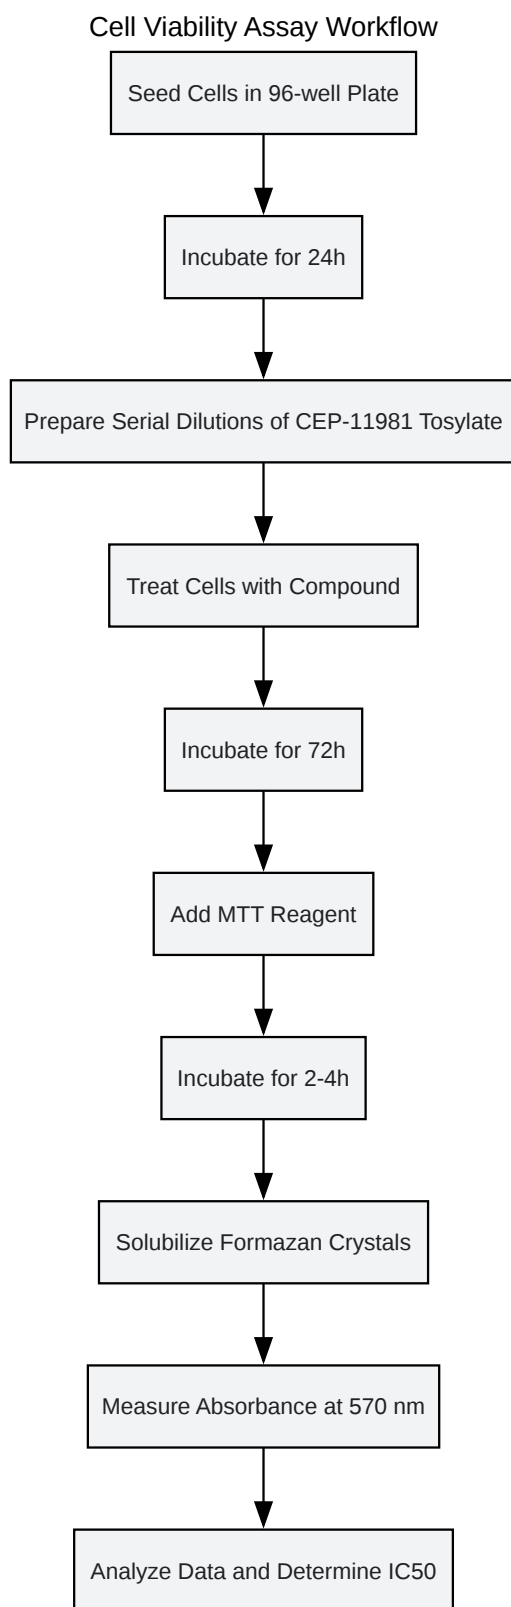 Cell Viability Assay Workflow
Seed Cells in 96-well Plate
Incubate for 24h
Prepare Serial Dilutions of CEP-11981 Tosylate
Treat Cells with Compound
Incubate for 72h
Add MTT Reagent
Incubate for 2-4h
Solubilize Formazan Crystals
Measure Absorbance at 570 nm
Analyze Data and Determine IC50